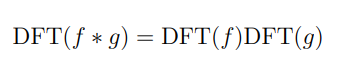 DFT(f ∗ g) = DFT(f)DFT(g)